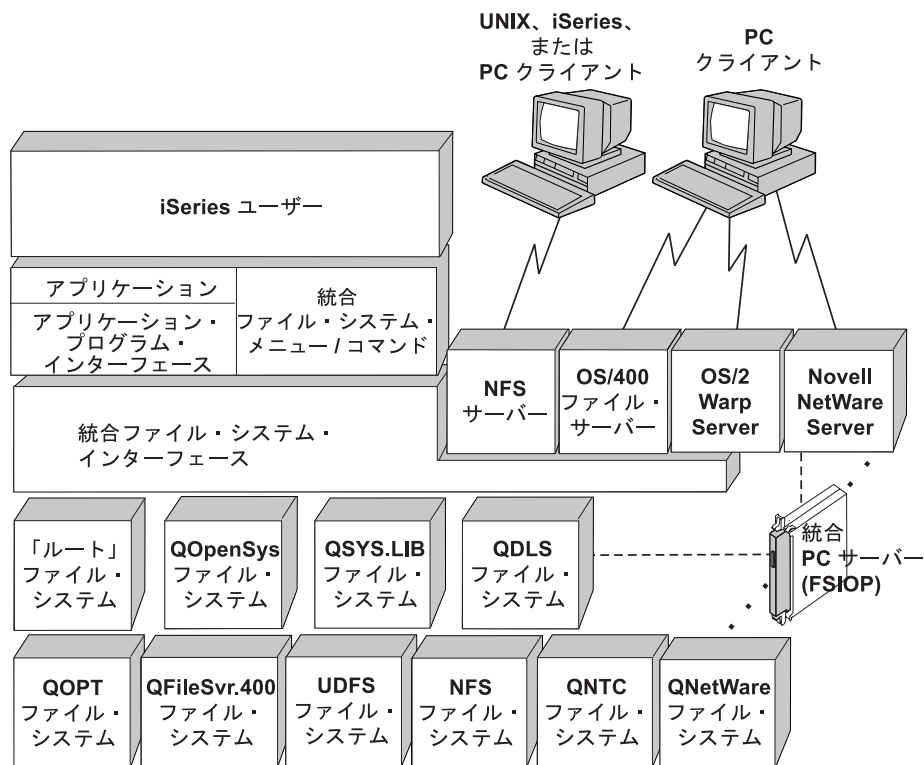 UNIX、iSeries、
または
PC クライアント
PC
クライアント
iSeries ユーザー
アプリケーション
アプリケーション・
プログラム・
インターフェース
統合
ファイル・システム・
メニュー / コマンド
NFS
サーバー
OS/400
ファイル・
サーバー
OS/2
Warp
Server
Novell
NetWare
Server
統合ファイル・システム・
インターフェース
「ルート」
ファイル・
システム
QOpenSys
ファイル・
システム
QSYS.LIB
ファイル・
システム
QDLS
ファイル・
システム
統合
PC サーバー
(FSIOP)
QOPT
ファイル・
システム
QFileSvr.400
ファイル・
システム
UDFS
ファイル・
システム
NFS
ファイル・
システム
QNTC
ファイル・
システム
QNetWare
ファイル・
システム